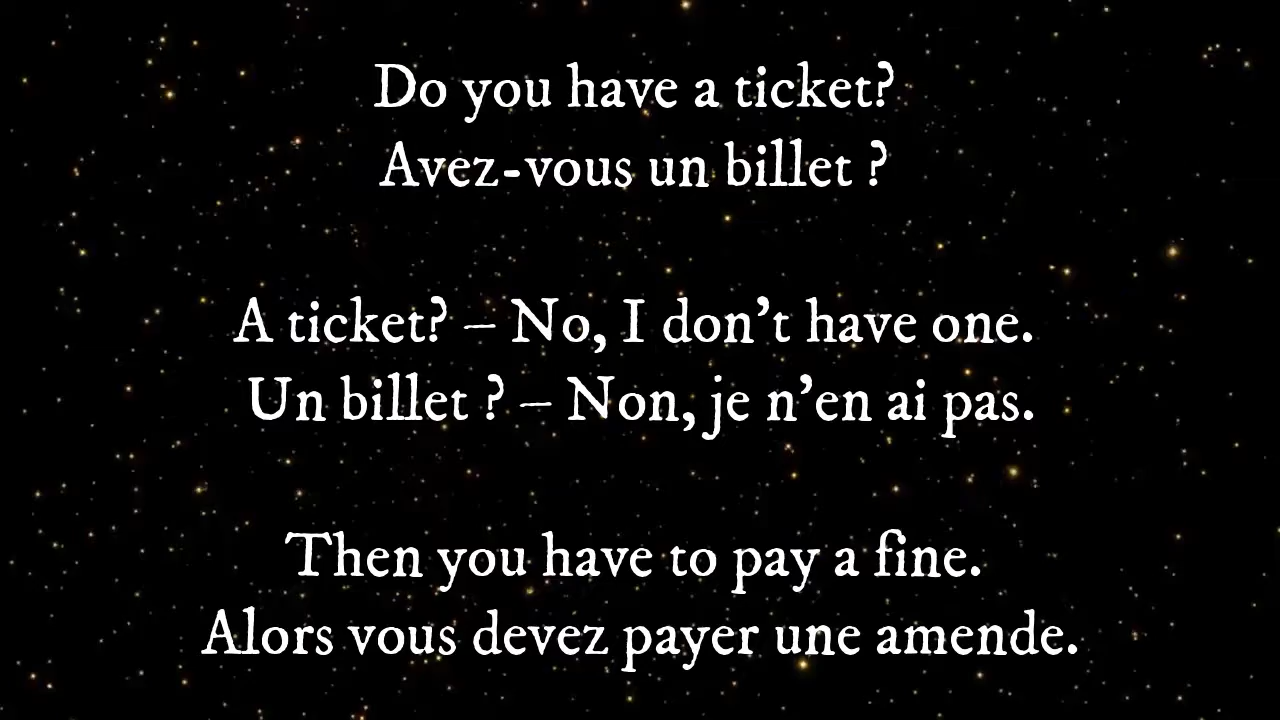 Do you have a ticket?
Avez-vous un billet ?
A ticket? – No, I don’t have one.
Un billet ? – Non, je n’en ai pas.
Then you have to pay a fine.
Alors vous devez payer une amende.